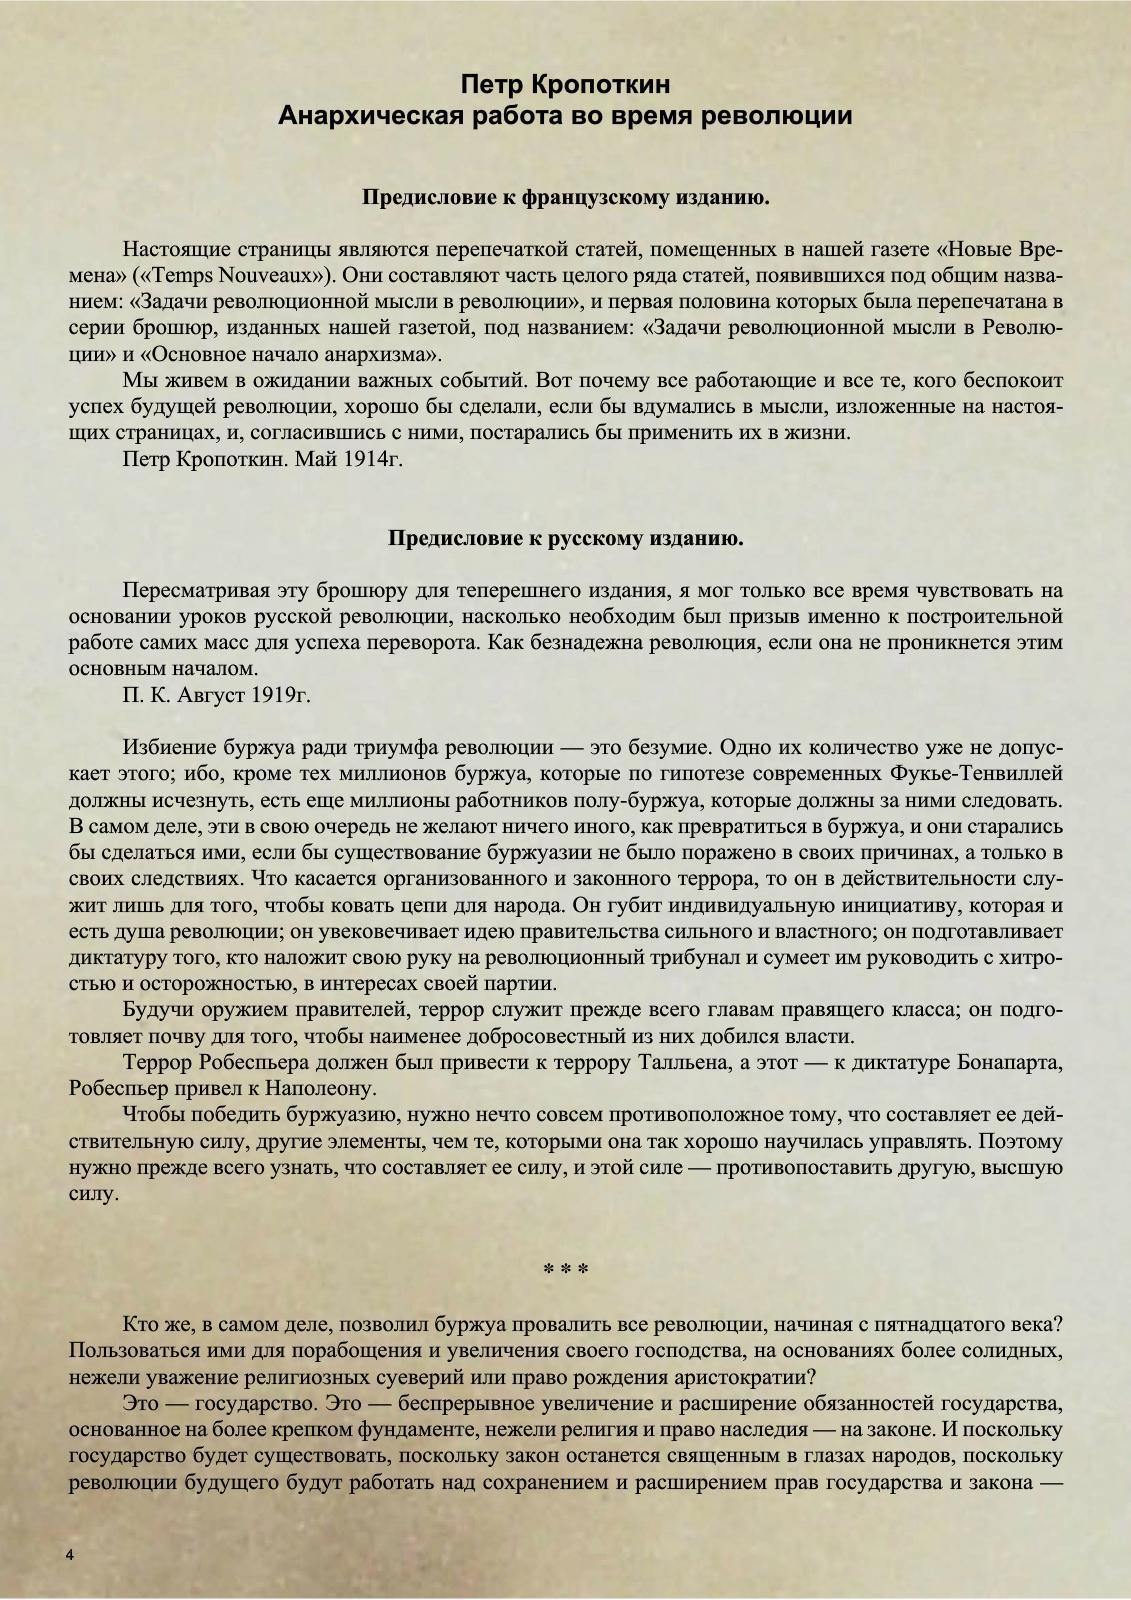 Петр Кропоткин
Анархическая работа во время революции
Предисловие к французскому изданию.
Настоящие страницы являются перепечаткой статей, помещенных в нашей газете «Новые Вре-
мена» («Temps Nouveaux»). Они составляют часть целого ряда статей, появившихся под общим назва-
нием: «Задачи революционной мысли в революции», и первая половина которых была перепечатана в
серии брошюр, изданных нашей газетой, под названием: «Задачи революционной мысли в Револю-
ции» и «Основное начало анархизма».
Мы живем в ожидании важных событий. Вот почему все работающие и все те, кого беспокоит
успех будущей революции, хорошо бы сделали, если бы вдумались в мысли, изложенные на настоя-
щих страницах, и, согласившись с ними, постарались бы применить их в жизни.
Петр Кропоткин. Май 1914г.
Предисловие к русскому изданию.
Пересматривая эту брошюру для теперешнего издания, я мог только все время чувствовать на
основании уроков русской революции, насколько необходим был призыв именно к построительной
работе самих масс для успеха переворота. Как безнадежна революция, если она не проникнется этим
основным началом.
П. К. Август 1919г.
Избиение буржуа ради триумфа революции — это безумие. Одно их количество уже не допус-
кает этого; ибо, кроме тех миллионов буржуа, которые по гипотезе современных Фукье-Тенвиллей
должны исчезнуть, есть еще миллионы работников полу-буржуа, которые должны за ними следовать.
В самом деле, эти в свою очередь не желают ничего иного, как превратиться в буржуа, и они старались
бы сделаться ими, если бы существование буржуазии не было поражено в своих причинах, а только в
своих следствиях. Что касается организованного и законного террора, то он в действительности слу-
жит лишь для того, чтобы ковать цепи для народа. Он губит индивидуальную инициативу, которая и
есть душа революции; он увековечивает идею правительства сильного и властного; он подготавливает
диктатуру того, кто наложит свою руку на революционный трибунал и сумеет им руководить с хитро-
стью и осторожностью, в интересах своей партии.
Будучи оружием правителей, террор служит прежде всего главам правящего класса; он подго-
товляет почву для того, чтобы наименее добросовестный из них добился власти.
Террор Робеспьера должен был привести к террору Талльена, а этот — к диктатуре Бонапарта,
Робеспьер привел к Наполеону.
Чтобы победить буржуазию, нужно нечто совсем противоположное тому, что составляет ее дей-
ствительную силу, другие элементы, чем те, которыми она так хорошо научилась управлять. Поэтому
нужно прежде всего узнать, что составляет ее силу, и этой силе — противопоставить другую, высшую
силу.
* * *
Кто же, в самом деле, позволил буржуа провалить все революции, начиная с пятнадцатого века?
Пользоваться ими для порабощения и увеличения своего господства, на основаниях более солидных,
нежели уважение религиозных суеверий или право рождения аристократии?
Это — государство. Это — беспрерывное увеличение и расширение обязанностей государства,
основанное на более крепком фундаменте, нежели религия и право наследия — на законе. И поскольку
государство будет существовать, поскольку закон останется священным в глазах народов, поскольку
революции будущего будут работать над сохранением и расширением прав государства и закона —
4